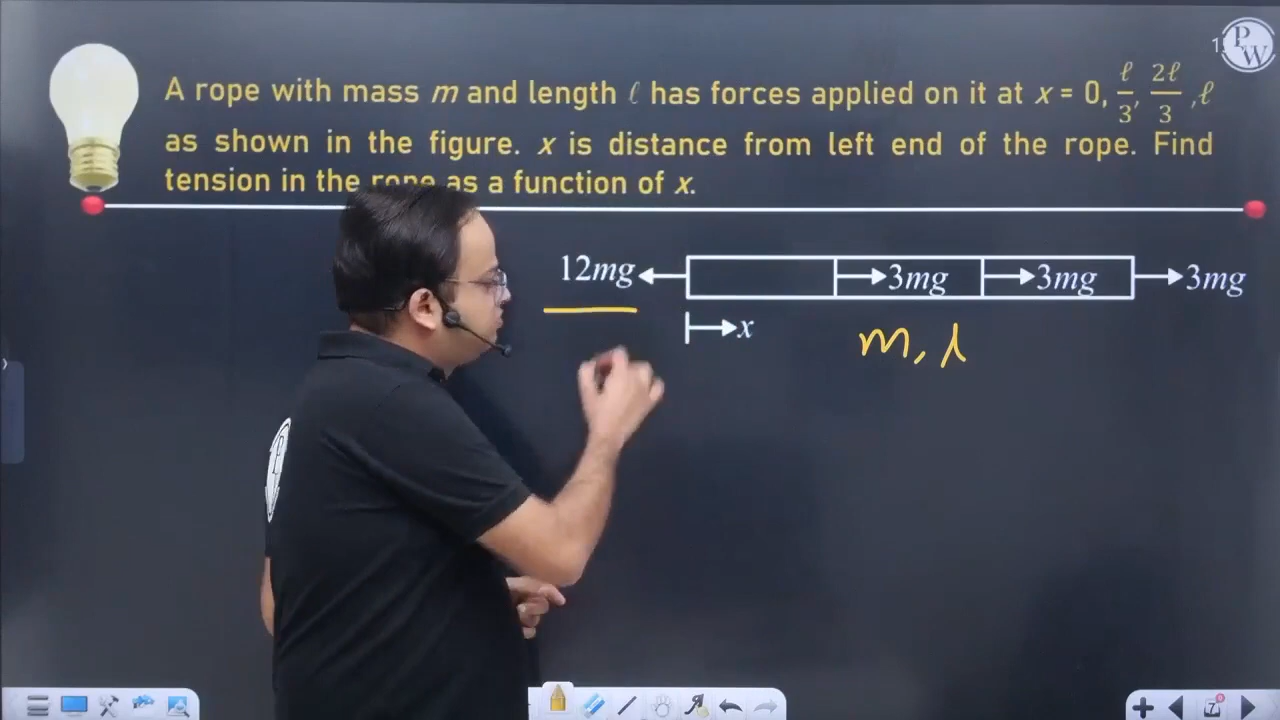 PW
A rope with mass m and length ℓ has forces applied on it at x = 0, ℓ/3, 2ℓ/3, ℓ
as shown in the figure. x is distance from left end of the rope. Find
tension in the rope as a function of x.
12mg 3mg 3mg 3mg
x
m, l